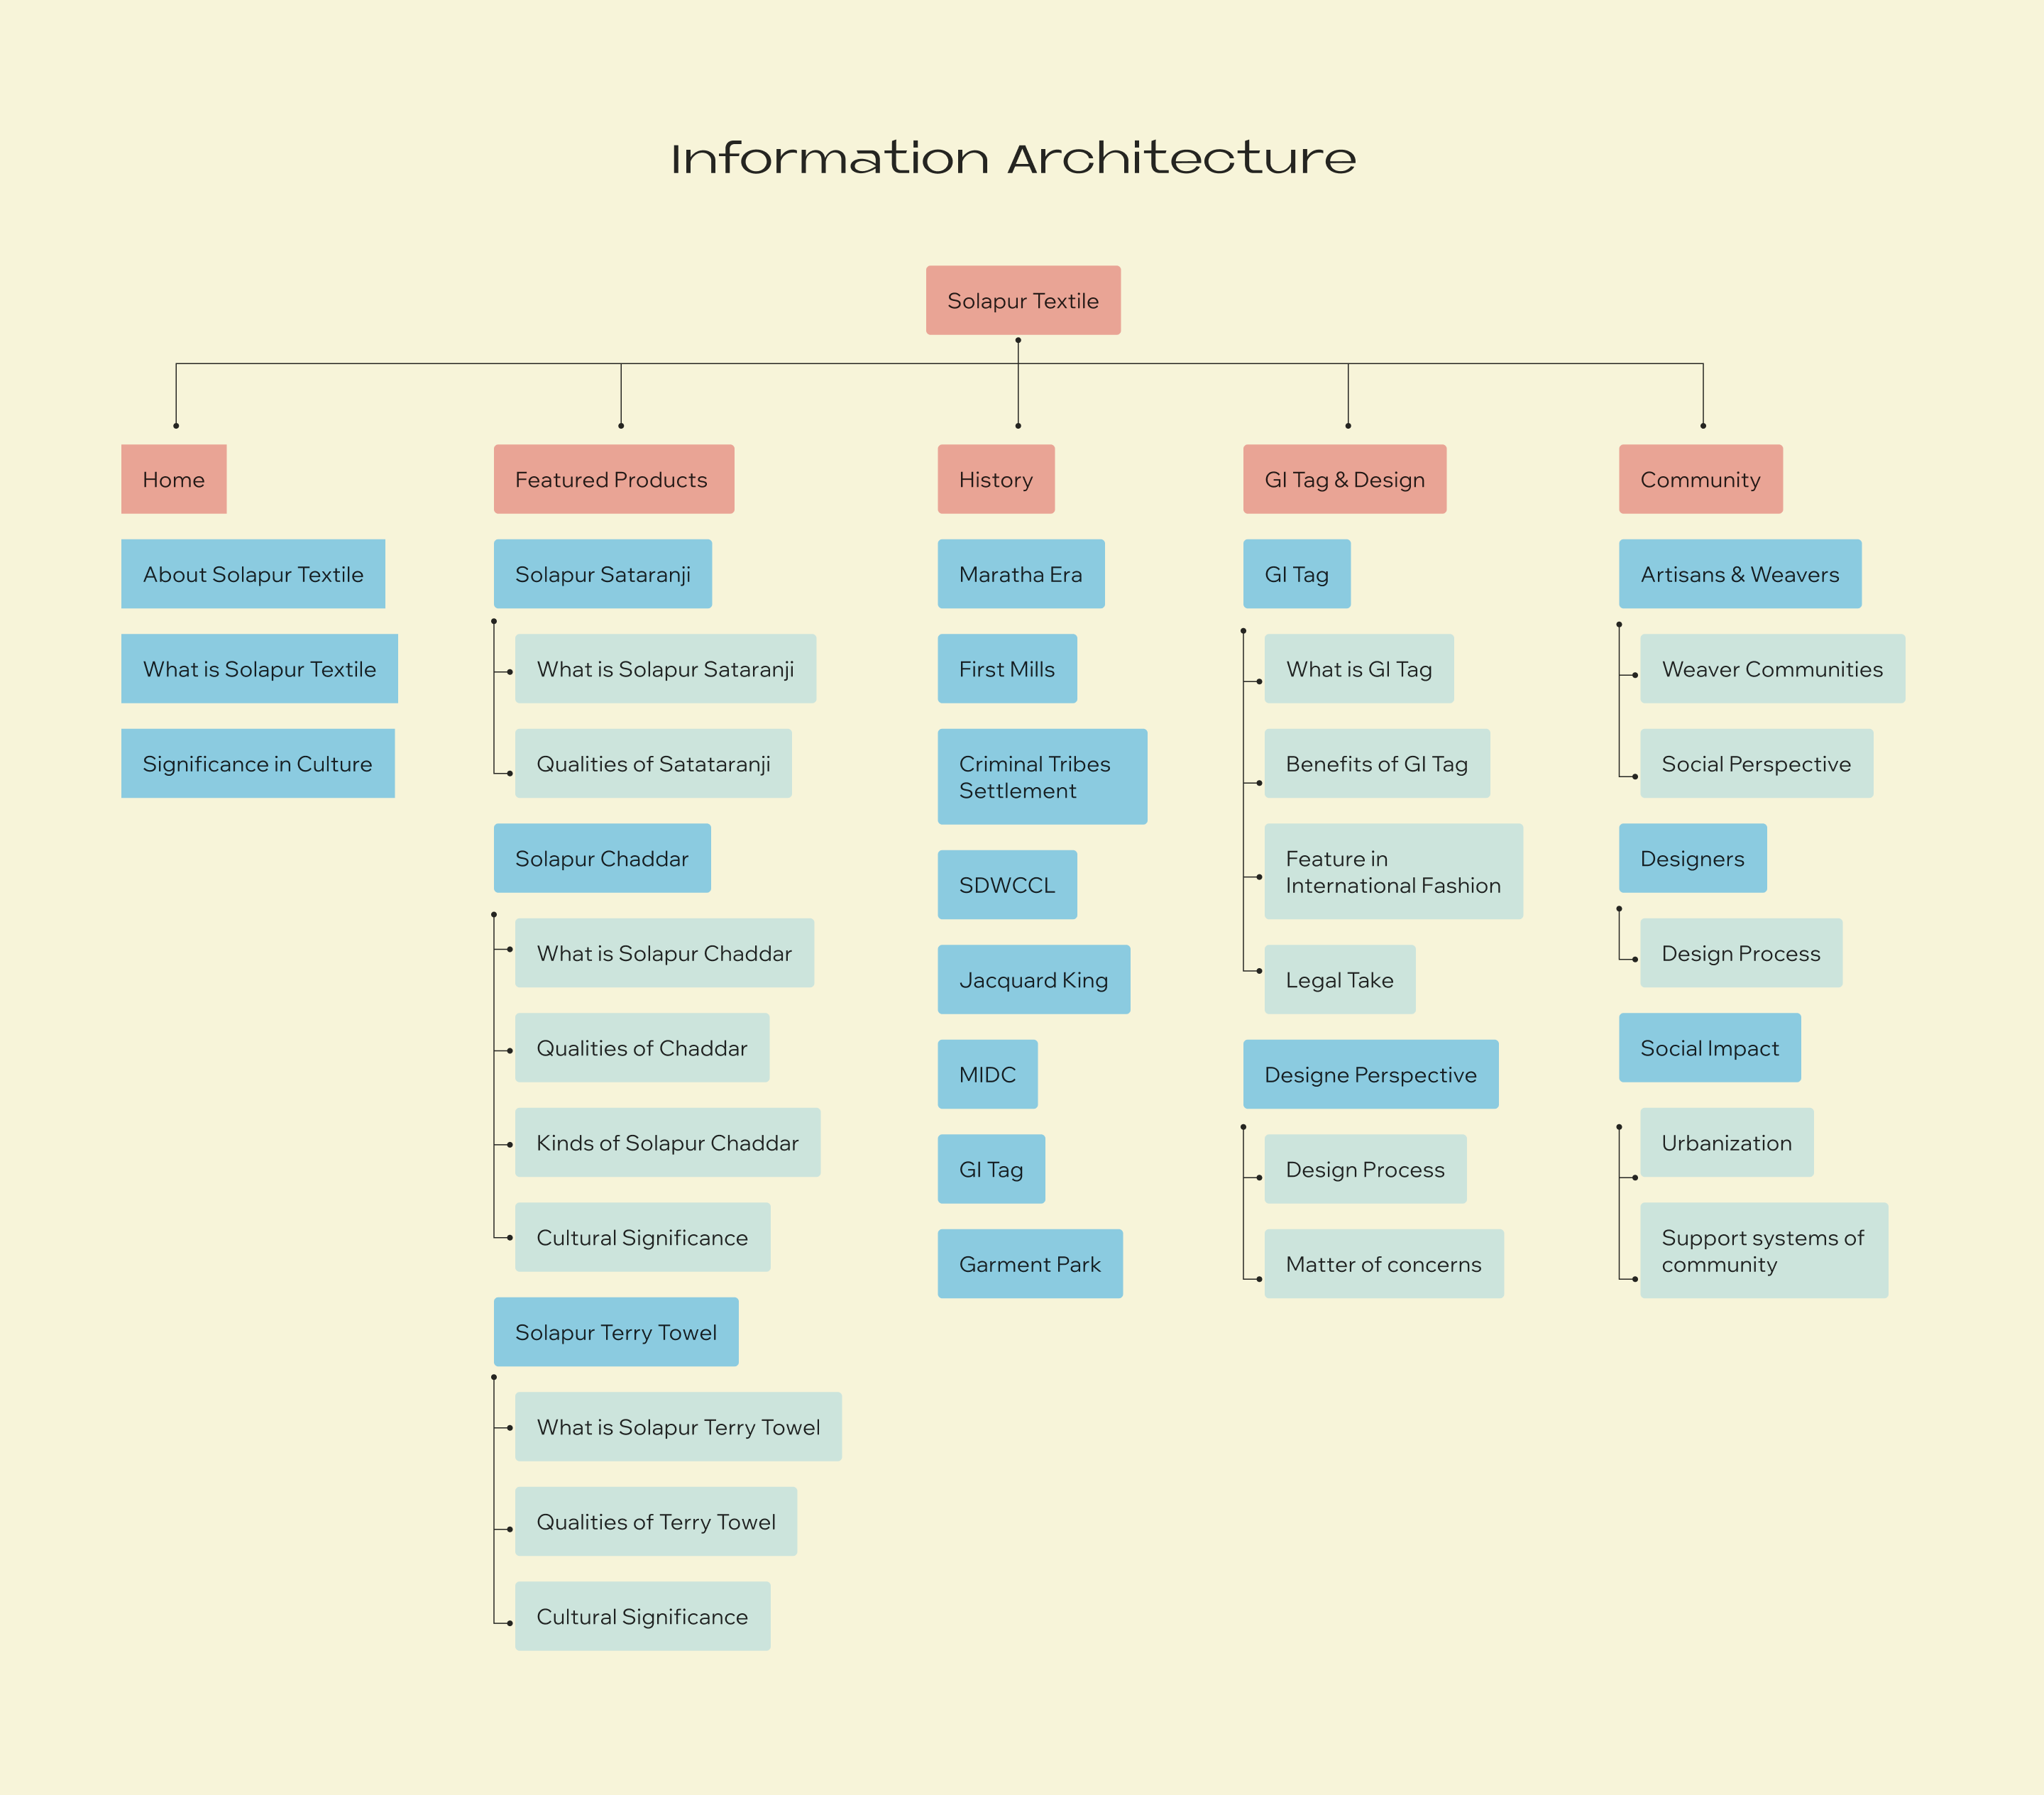 Information Architecture
Solapur Textile
Home
About Solapur Textile
What is Solapur Textile
Significance in Culture
Featured Products
Solapur Sataranji
What is Solapur Sataranji
Qualities of Satataranji
Solapur Chaddar
What is Solapur Chaddar
Qualities of Chaddar
Kinds of Solapur Chaddar
Cultural Significance
Solapur Terry Towel
What is Solapur Terry Towel
Qualities of Terry Towel
Cultural Significance
History
Maratha Era
First Mills
Criminal Tribes
Settlement
SDWCCL
Jacquard King
MIDC
GI Tag
Garment Park
GI Tag & Design
GI Tag
What is GI Tag
Benefits of GI Tag
Feature in
International Fashion
Legal Take
Designe Perspective
Design Process
Matter of concerns
Community
Artisans & Weavers
Weaver Communities
Social Perspective
Designers
Design Process
Social Impact
Urbanization
Support systems of
community